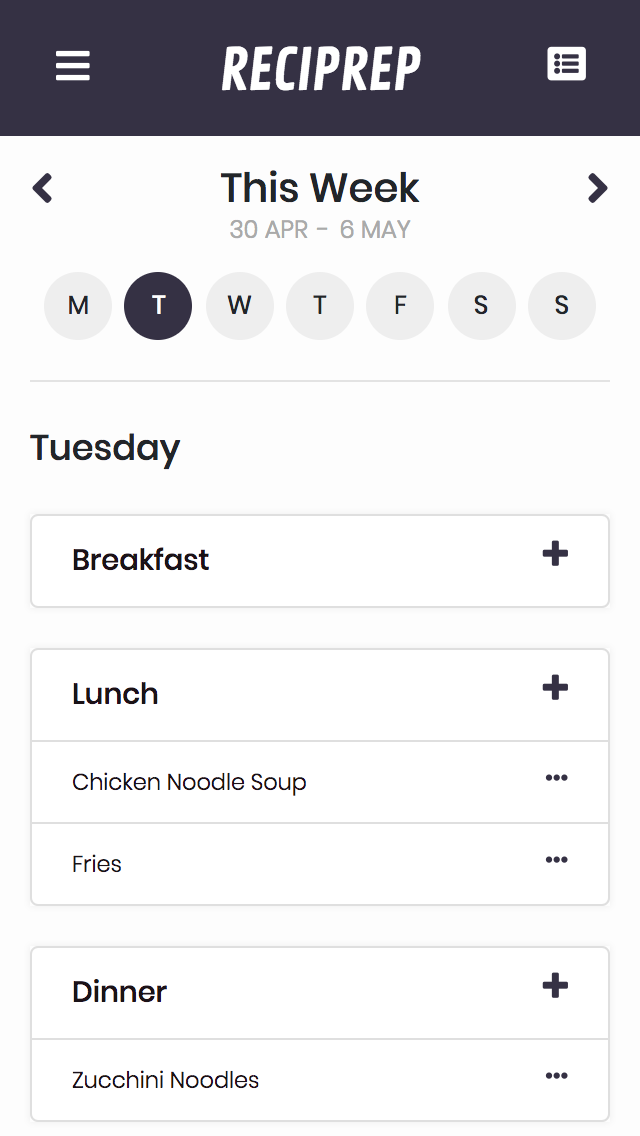 RECIPREP
This Week
30 APR - 6 MAY
M T W T F S S
Tuesday
Breakfast
Lunch
Chicken Noodle Soup
Fries
Dinner
Zucchini Noodles